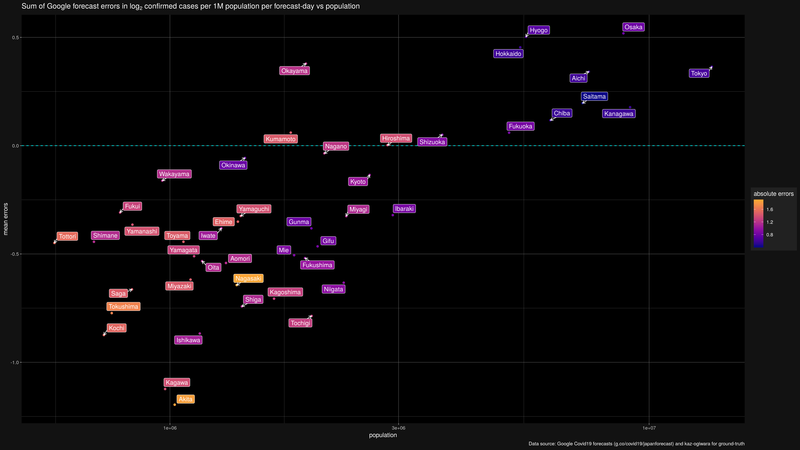 Sum of Google forecast errors in log2 confirmed cases per 1M population per forecast-day vs population
Osaka
Hyogo
0.5
Hokkaido
Okayama
Tokyo
Aichi
Saitama
Chiba
Kanagawa
Fukuoka
Kumamoto
Hiroshima
Shizuoka
Nagano
0.0
Okinawa
Wakayama
Kyoto
absolute errors
1.6
1.2
0.8
Fukui
Yamaguchi
Miyagi
Ibaraki
Ehime
Gunma
mean errors
Tottori
Shimane
Yamanashi
Toyama
Iwate
Gifu
Yamagata
Mie
-0.5
Aomori
Oita
Fukushima
Nagasaki
Miyazaki
Niigata
Saga
Kagoshima
Shiga
Tokushima
Tochigi
Kochi
Ishikawa
-1.0
Kagawa
Akita
1e+06
3e+06
1e+07
population
Data source: Google Covid19 forecasts (g.co/covid19/japanforecast) and kaz-ogiwara for ground-truth